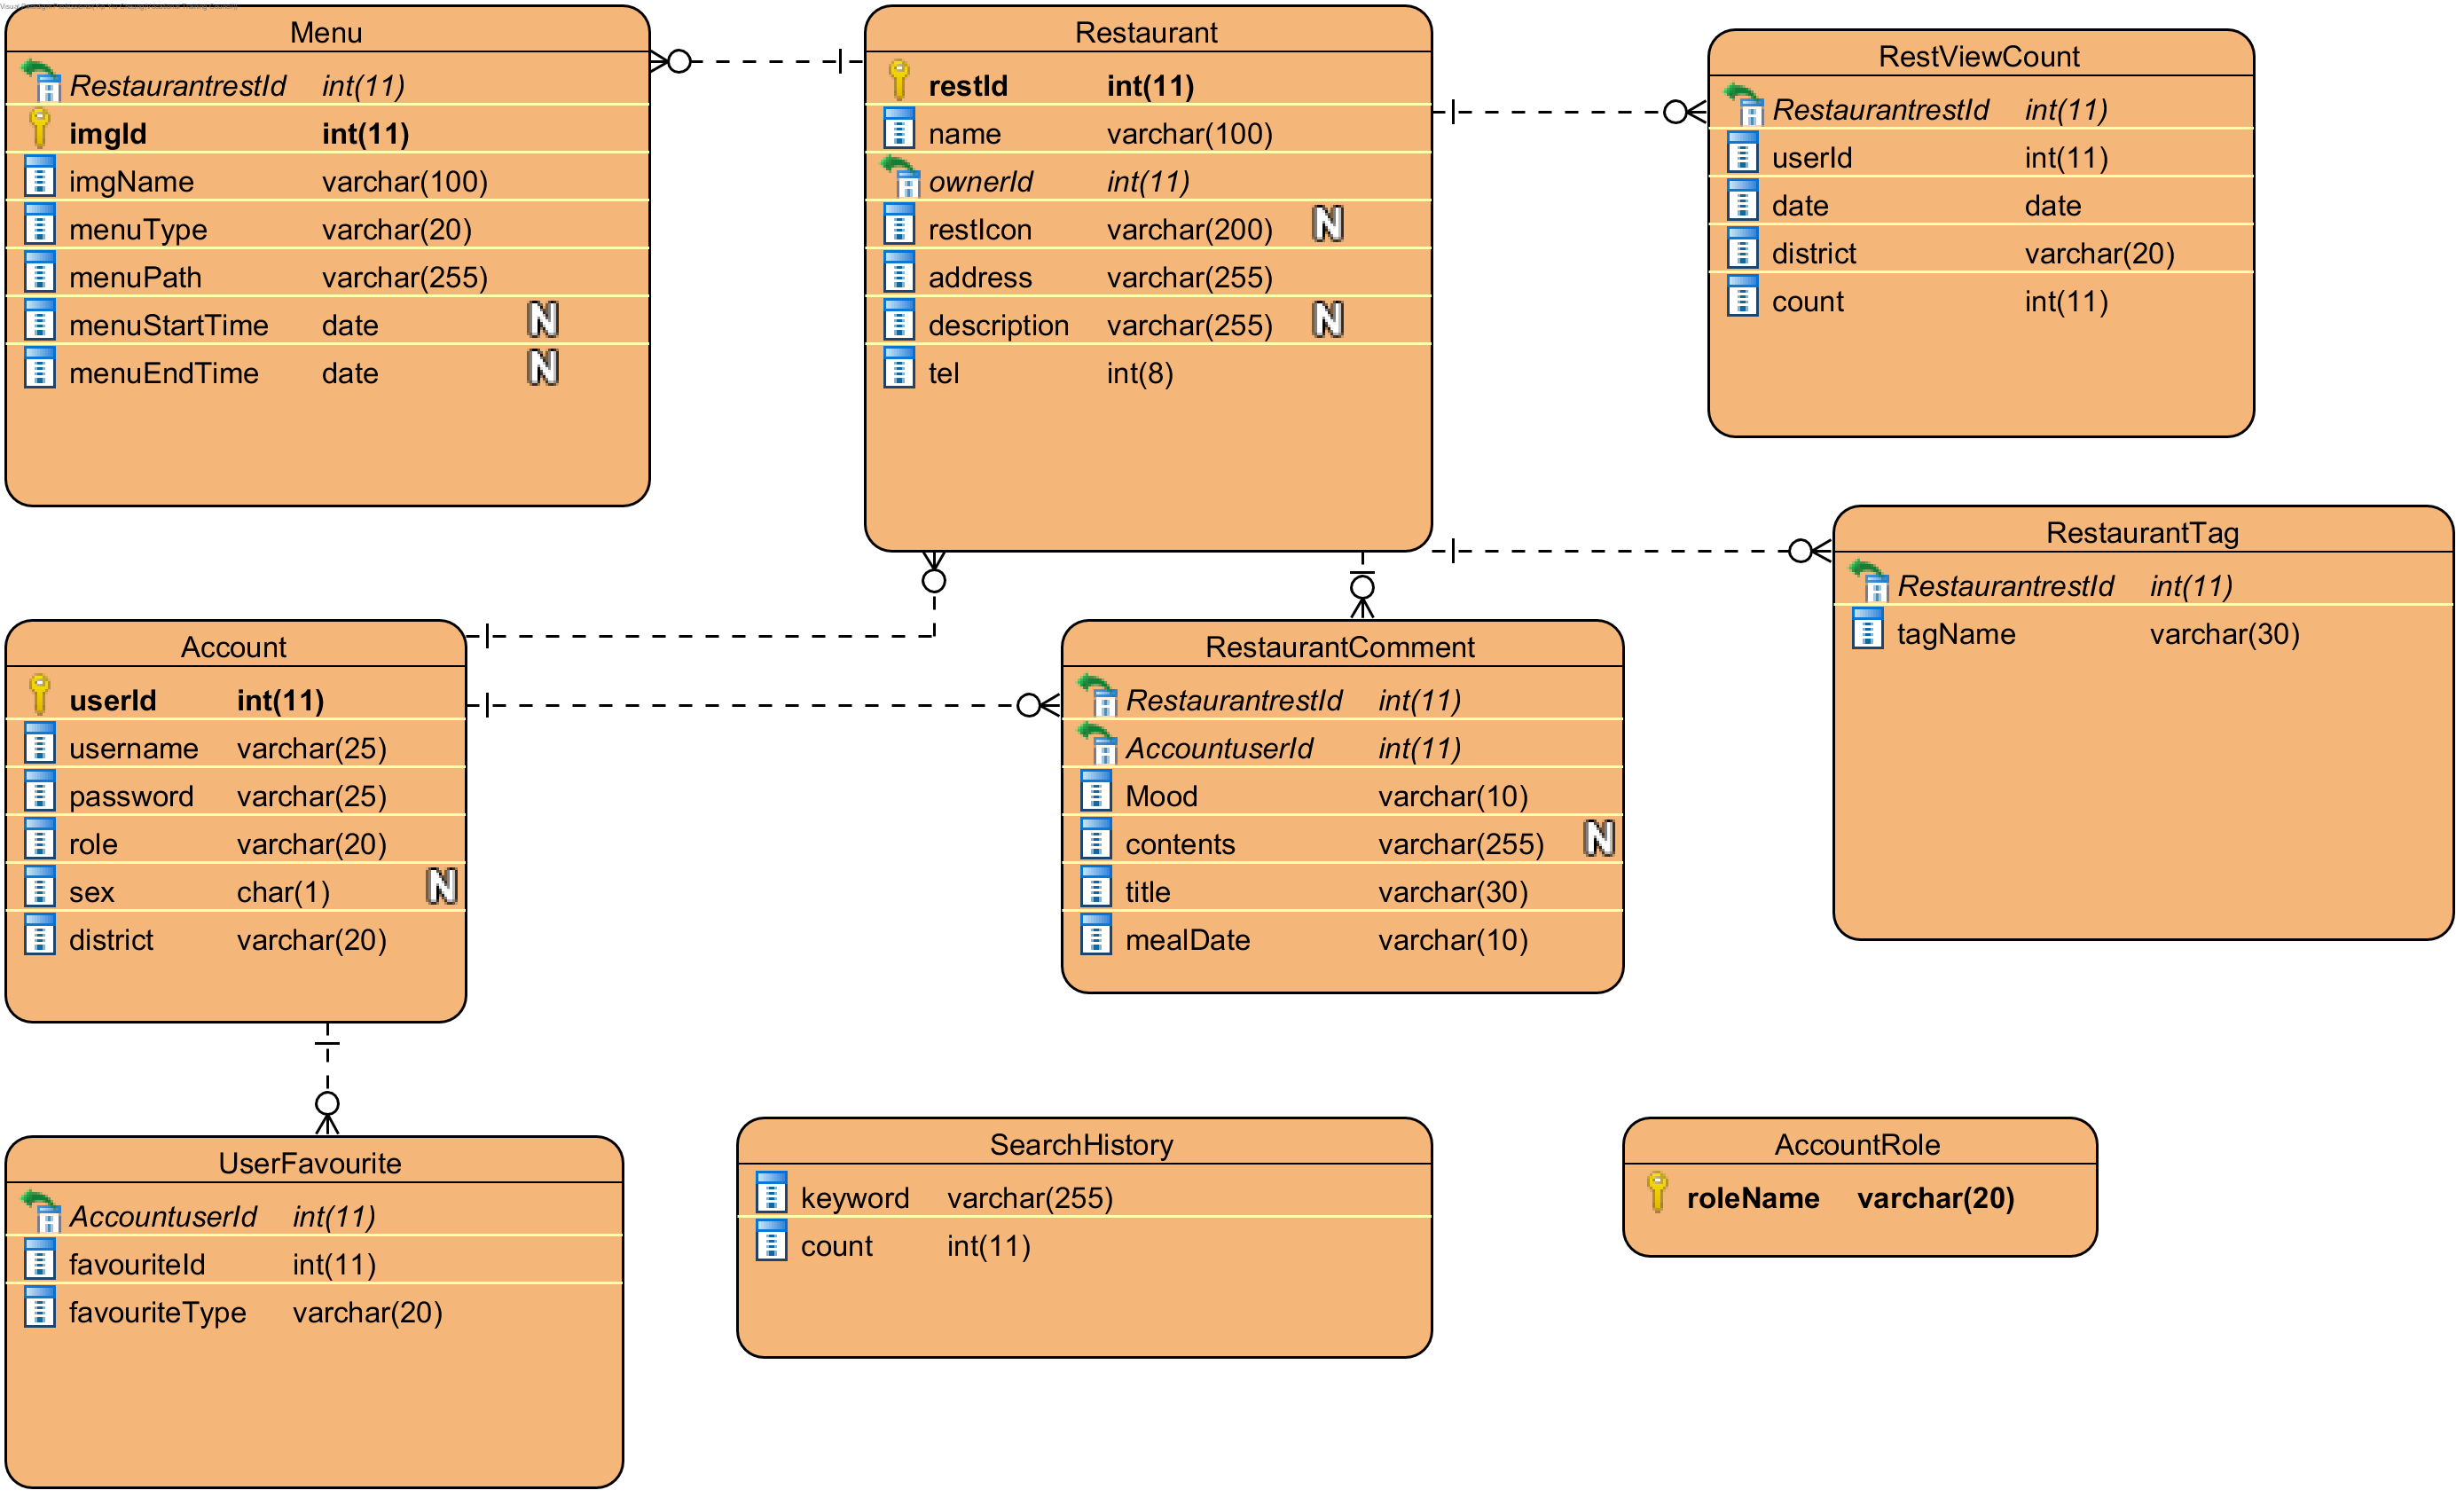 Menu
RestaurantrestId int(11)
imgId int(11)
imgName varchar(100)
menuType varchar(20)
menuPath varchar(255)
menuStartTime date N
menuEndTime date N
Restaurant
restId int(11)
name varchar(100)
ownerId int(11)
restIcon varchar(200) N
address varchar(255)
description varchar(255) N
tel int(8)
RestViewCount
RestaurantrestId int(11)
userId int(11)
date date
district varchar(20)
count int(11)
RestaurantTag
RestaurantrestId int(11)
tagName varchar(30)
Account
userId int(11)
username varchar(25)
password varchar(25)
role varchar(20)
sex char(1) N
district varchar(20)
RestaurantComment
RestaurantrestId int(11)
AccountuserId int(11)
Mood varchar(10)
contents varchar(255) N
title varchar(30)
mealDate varchar(10)
UserFavourite
AccountuserId int(11)
favouriteId int(11)
favouriteType varchar(20)
SearchHistory
keyword varchar(255)
count int(11)
AccountRole
roleName varchar(20)